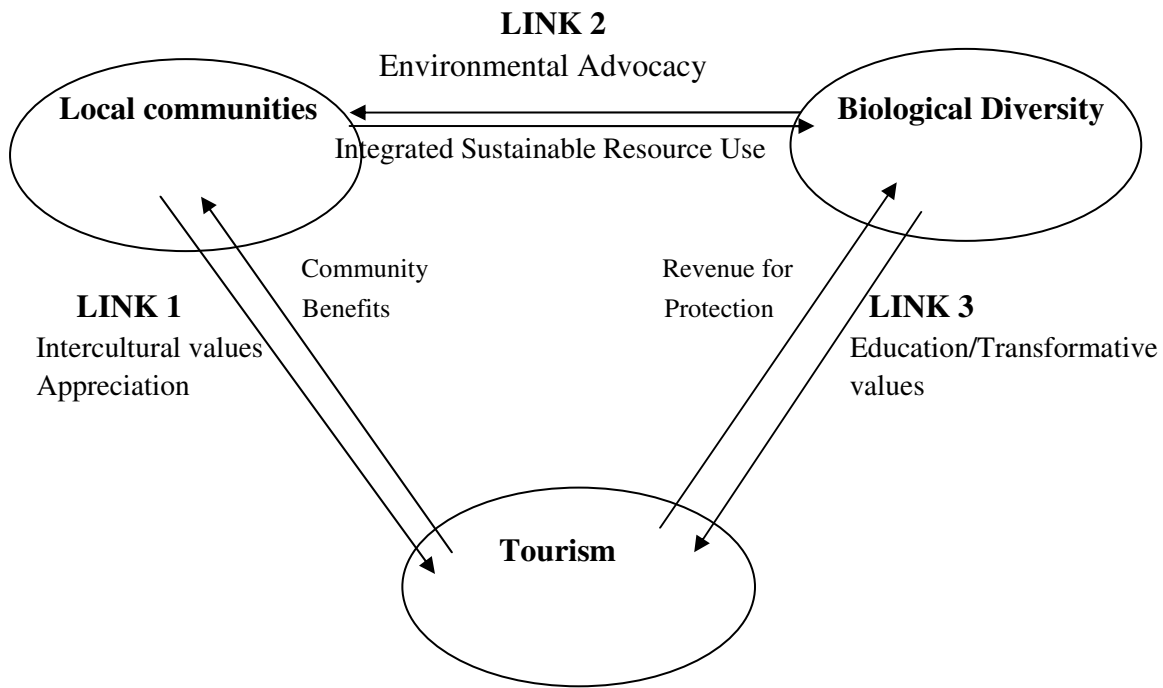 LINK 2
Environmental Advocacy
Local communities
Biological Diversity
Integrated Sustainable Resource Use
Community
Benefits
Revenue for
Protection
LINK 1
Intercultural values
Appreciation
LINK 3
Education/Transformative
values
Tourism